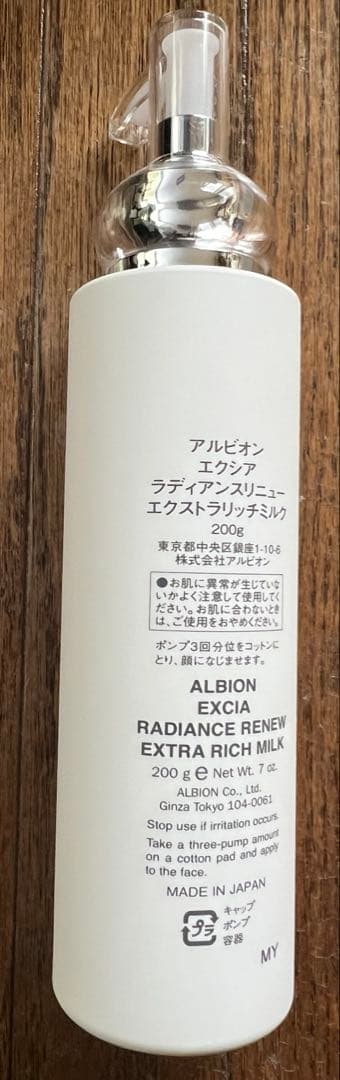 アルビオン
エクシア
ラディアンスリニュー
エクストラリッチミルク
200g
東京都中央区銀座1-10-6
株式会社アルビオン
●お肌に異常が生じていな
いかよく注意して使用してく
ださい。お肌に合わないとき
は、ご使用をおやめください。
ポンプ3回分位をコットンに
とり、顔になじませます。
ALBION
EXCIA
RADIANCE RENEW
EXTRA RICH MILK
200 g ℮ Net Wt. 7 oz.
ALBION Co., Ltd.
Ginza Tokyo 104-0061
Stop use if irritation occurs.
Take a three-pump amount
on a cotton pad and apply
to the face.
MADE IN JAPAN
プラ
キャップ
ポンプ
容器
MY